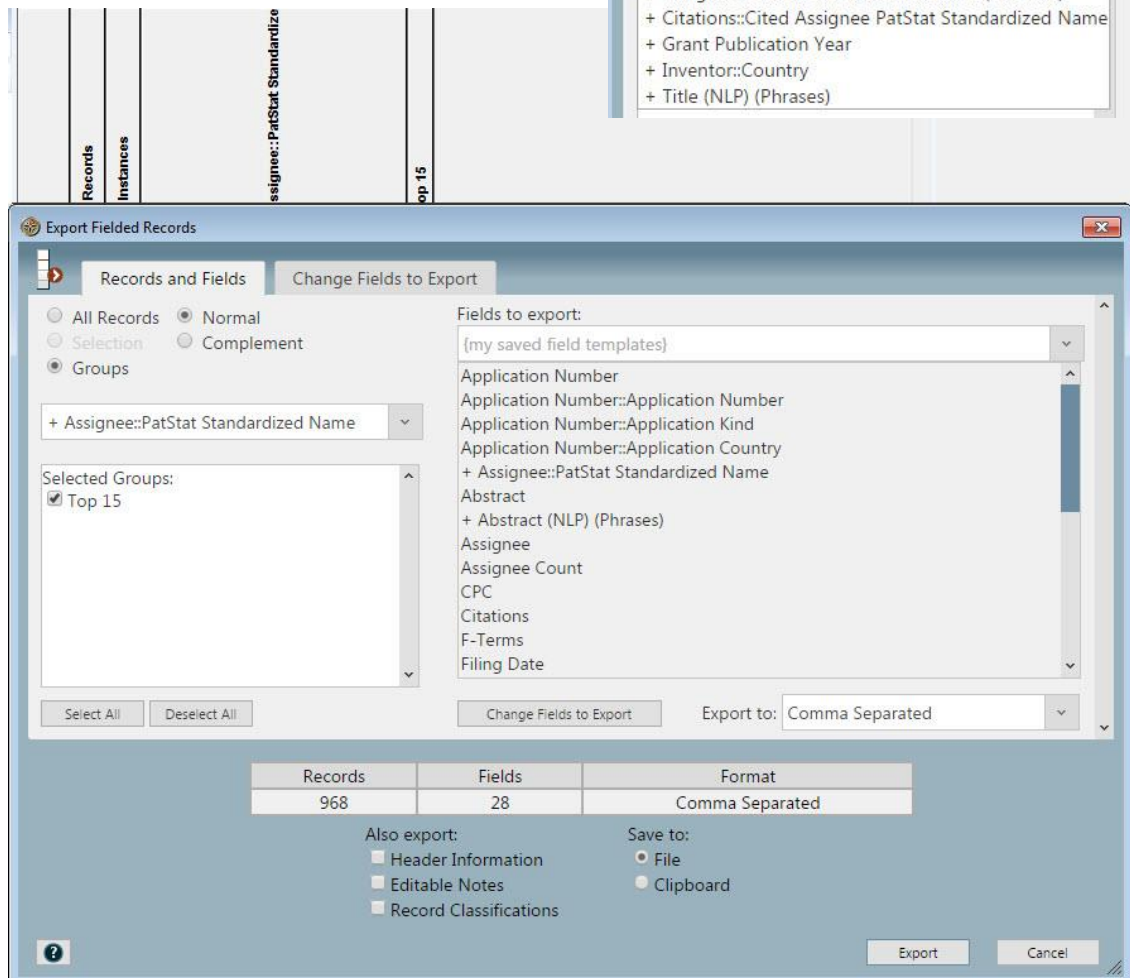 + Citations::Cited Assignee PatStat Standardized Name
+ Grant Publication Year
+ Inventor::Country
+ Title (NLP) (Phrases)
Records
Instances
ssignee::PatStat Standardize
op 15
Export Fielded Records
Records and Fields
Change Fields to Export
All Records
Normal
Selection
Complement
Groups
+ Assignee::PatStat Standardized Name
Selected Groups:
Top 15
Select All
Deselect All
Fields to export:
{my saved field templates}
Application Number
Application Number::Application Number
Application Number::Application Kind
Application Number::Application Country
+ Assignee::PatStat Standardized Name
Abstract
+ Abstract (NLP) (Phrases)
Assignee
Assignee Count
CPC
Citations
F-Terms
Filing Date
Change Fields to Export
Export to: Comma Separated
Records Fields Format
968 28 Comma Separated
Also export:
Header Information
Editable Notes
Record Classifications
Save to:
File
Clipboard
?
Export
Cancel